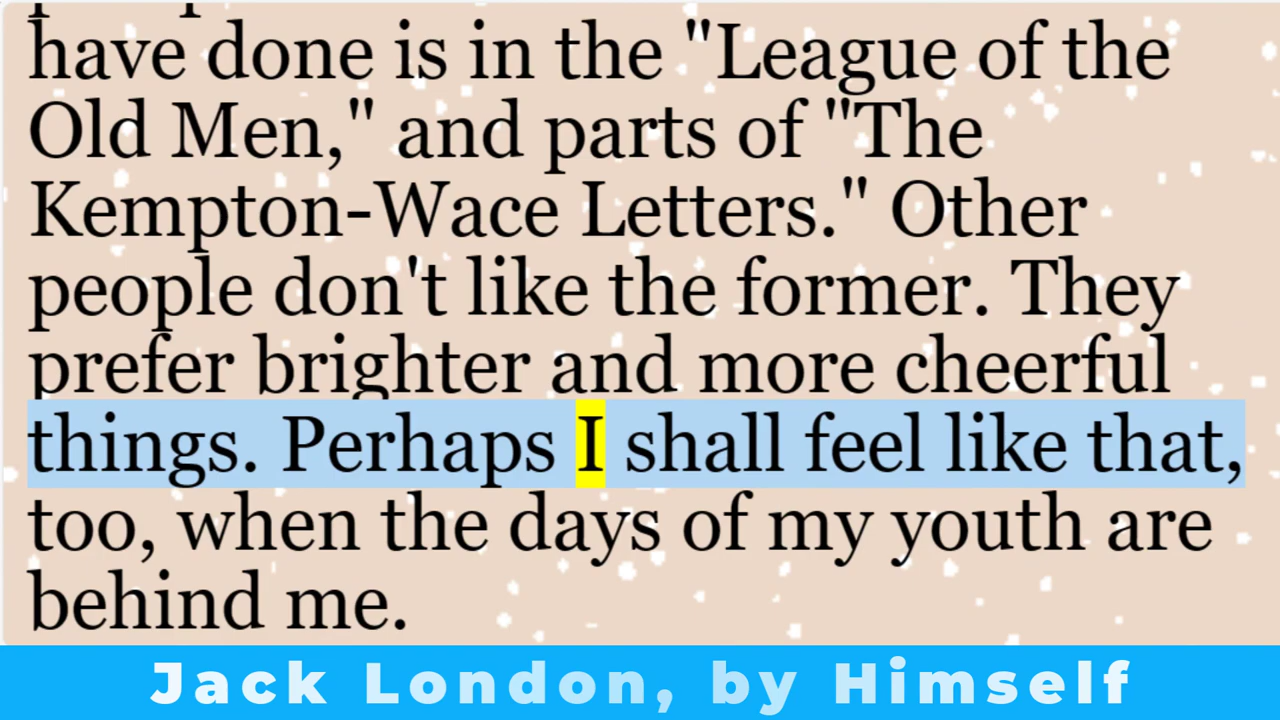 have done is in the "League of the
Old Men," and parts of "The
Kempton-Wace Letters." Other
people don't like the former. They
prefer brighter and more cheerful
things. Perhaps I shall feel like that,
too, when the days of my youth are
behind me.
Jack London, by Himself